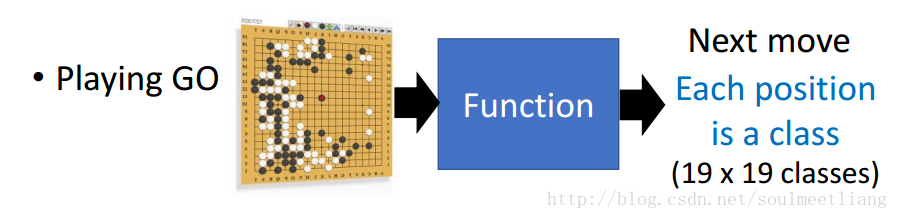 • Playing GO
Function
Next move
Each position
is a class
(19 x 19 classes)
http://blog.csdn.net/soulmeetliang